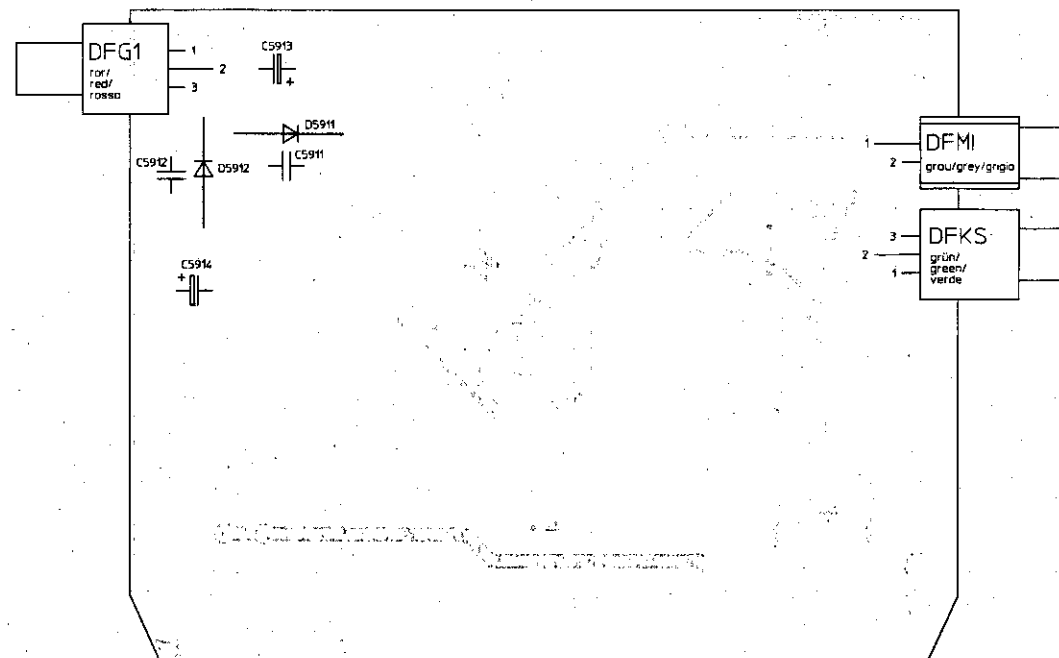 DFG1
ror/
red/
rosso
1
2
3
C5913
+
D5911
C5911
C5912
D5912
C5914
+
1
2
DFMI
grau/grey/grigio
3
2
1
DFKS
grün/
green/
verde